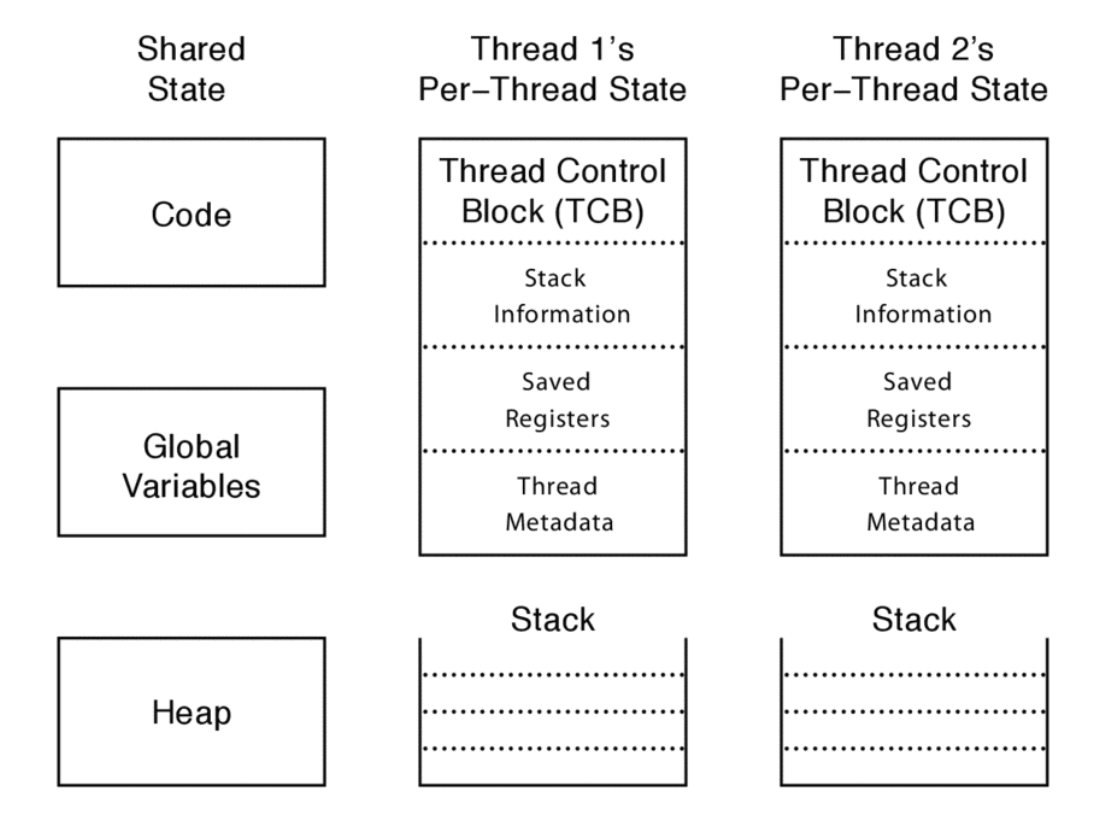 Shared
State
Thread 1's
Per–Thread State
Thread 2's
Per–Thread State
Code
Global
Variables
Heap
Thread Control
Block (TCB)
Stack
Information
Saved
Registers
Thread
Metadata
Stack
Thread Control
Block (TCB)
Stack
Information
Saved
Registers
Thread
Metadata
Stack